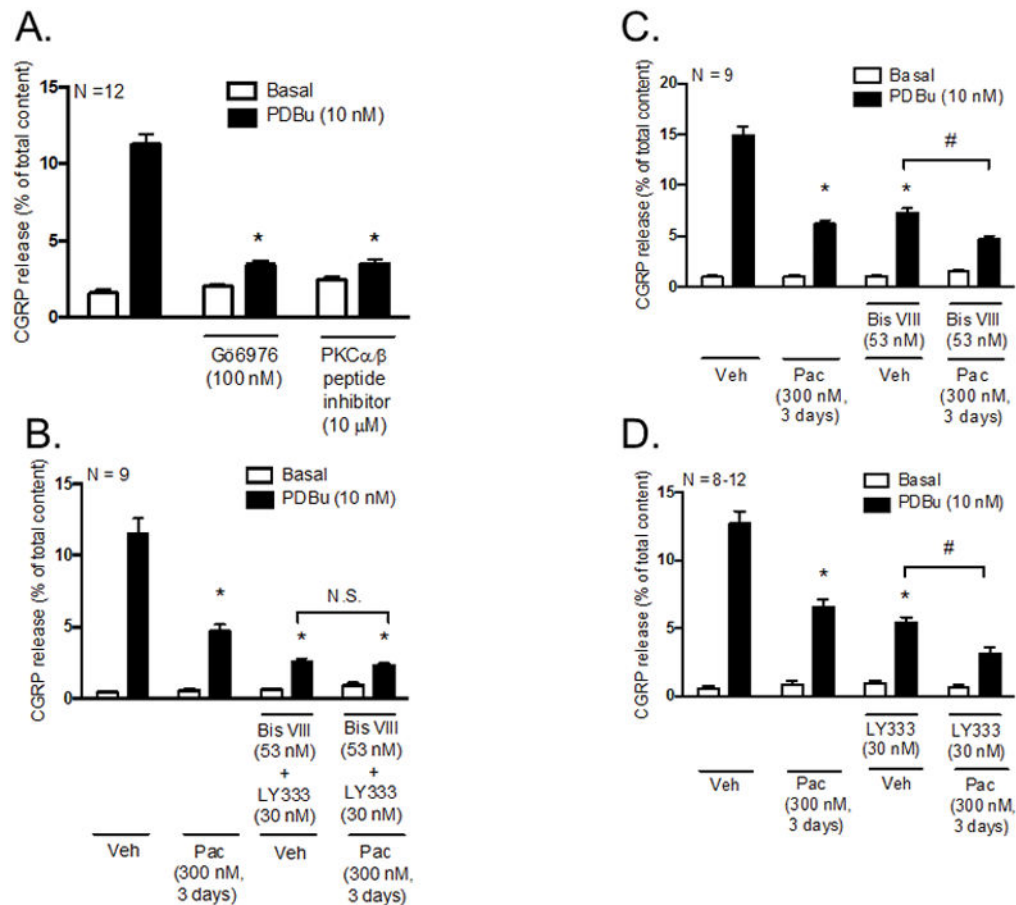 A.
CGRP release (% of total content)
15
10
5
0
N =12
Basal
PDBu (10 nM)
*
*
Gö6976
(100 nM)
PKCα/β
peptide
inhibitor
(10 μM)
B.
CGRP release (% of total content)
15
10
5
0
N = 9
Basal
PDBu (10 nM)
*
N.S.
*
*
Bis VIII
(53 nM)
+
LY333
(30 nM)
Bis VIII
(53 nM)
+
LY333
(30 nM)
Veh
Pac
(300 nM,
3 days)
Veh
Pac
(300 nM,
3 days)
C.
CGRP release (% of total content)
20
15
10
5
0
N = 9
Basal
PDBu (10 nM)
#
*
*
Bis VIII
(53 nM)
Bis VIII
(53 nM)
Veh
Pac
(300 nM,
3 days)
Veh
Pac
(300 nM,
3 days)
D.
CGRP release (% of total content)
15
10
5
0
N = 8-12
Basal
PDBu (10 nM)
#
*
*
LY333
(30 nM)
LY333
(30 nM)
Veh
Pac
(300 nM,
3 days)
Veh
Pac
(300 nM,
3 days)